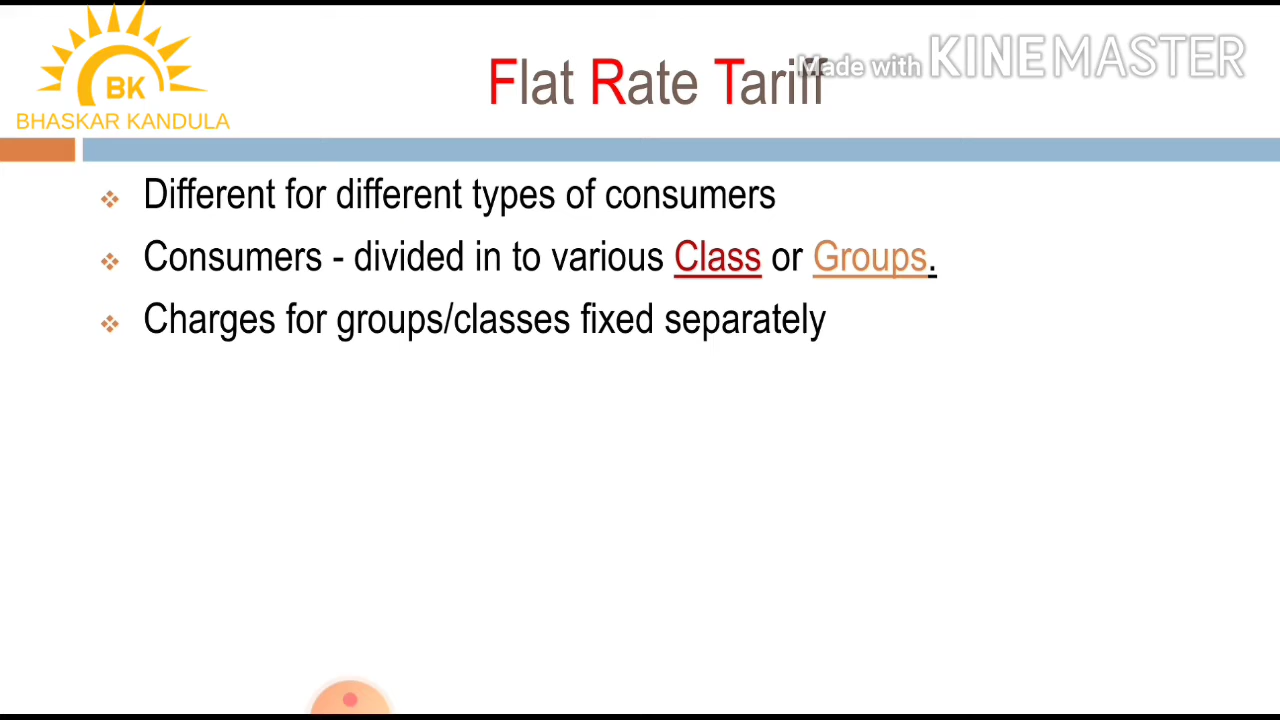 BK
BHASKAR KANDULA
Flat Rate Tariff
Made with KINEMASTER
Different for different types of consumers
Consumers - divided in to various Class or Groups.
Charges for groups/classes fixed separately